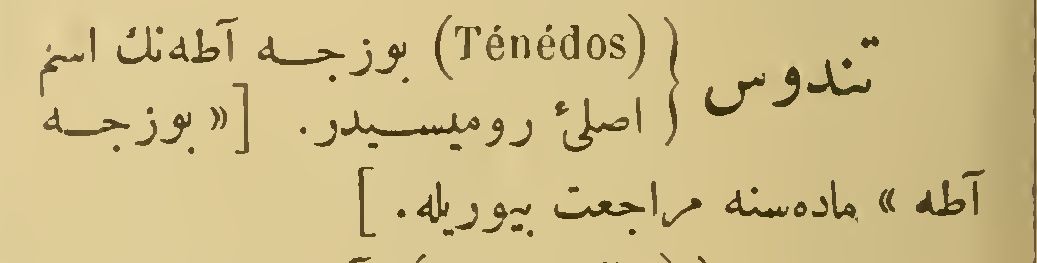 تندوس { (Ténédos) بوزجه آطه‌نك اسم
اصلئ روميسيدر. [« بوزجه
آطه » ماده‌سنه مراجعت بيوريله. ]